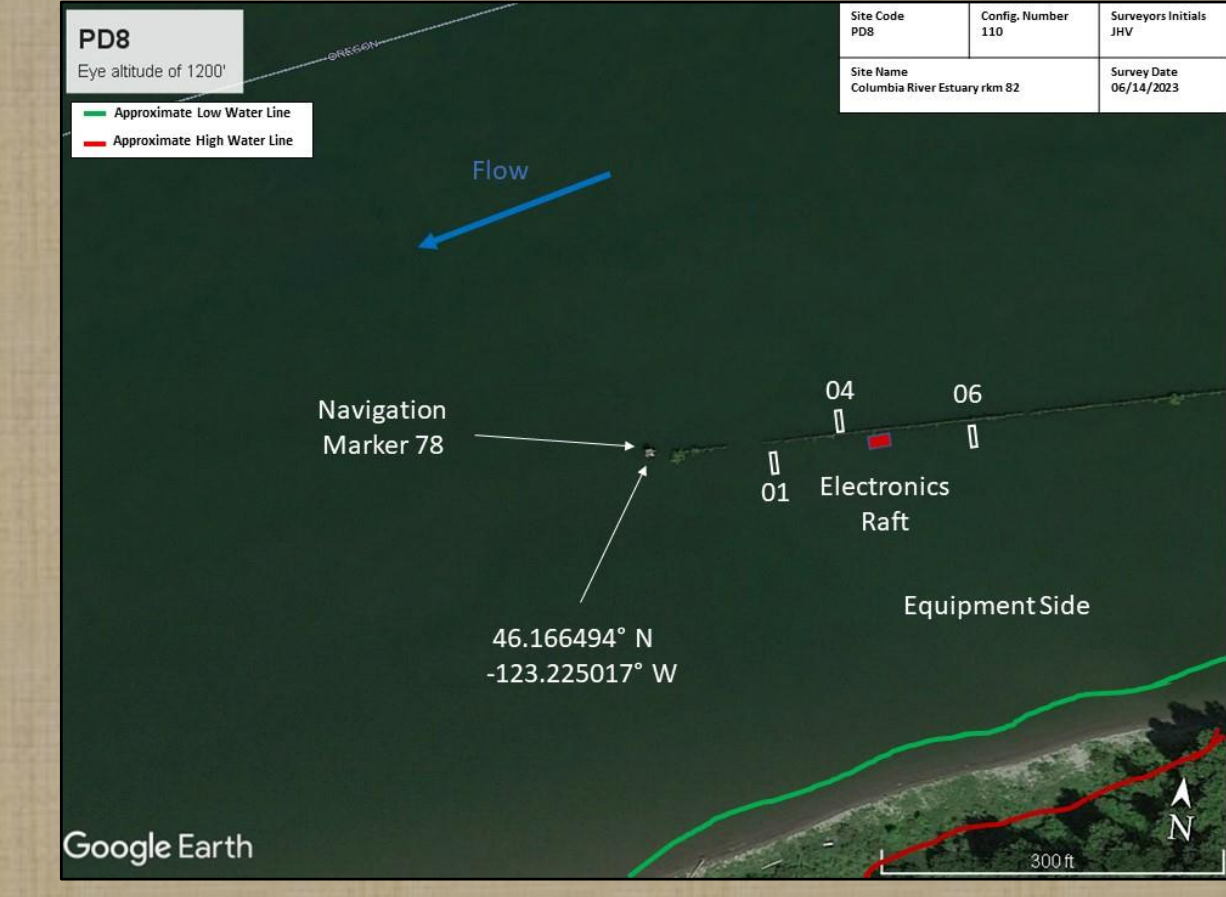 PD8
Eye altitude of 1200'
Approximate Low Water Line
Approximate High Water Line
OREGON
Site Code
PD8
Config. Number
110
Surveyors Initials
JHV
Site Name
Columbia River Estuary rkm 82
Survey Date
06/14/2023
Flow
Navigation
Marker 78
04
06
01
Electronics
Raft
Equipment Side
46.166494° N
-123.225017° W
N
300 ft
Google Earth